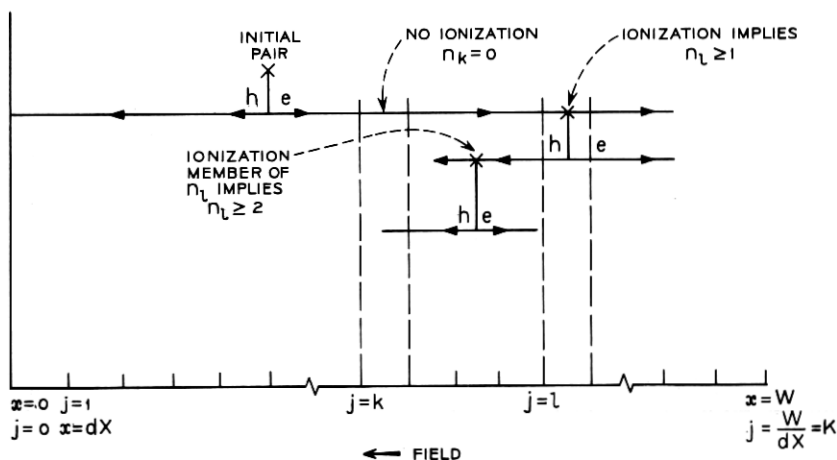 INITIAL
PAIR
NO IONIZATION
n_k=0
IONIZATION IMPLIES
n_l ≥ 1
h e
h e
IONIZATION
MEMBER OF
n_l IMPLIES
n_l ≥ 2
h e
x=.0 j=1
j=0 x=dX
j=k
j=l
x=W
j=W/dX=K
FIELD